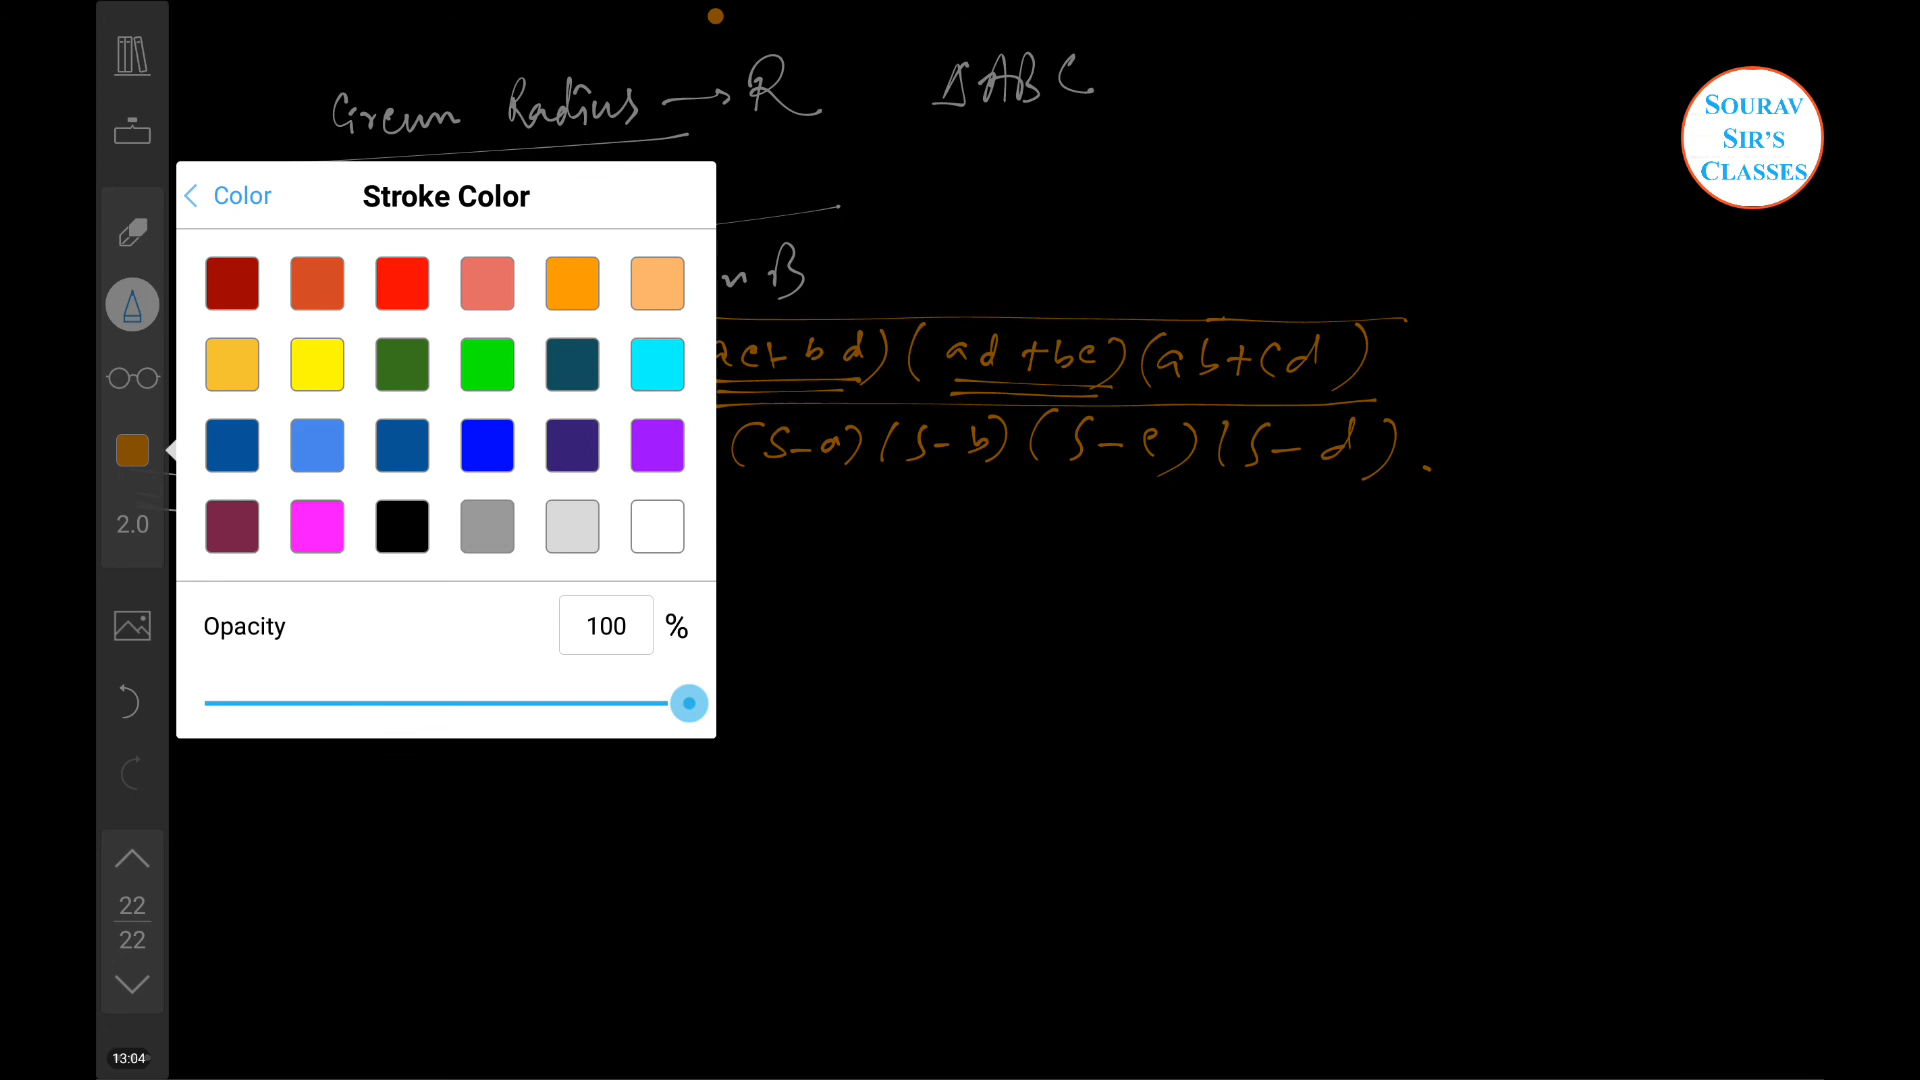 Circum Radius → R ΔABC
SOURAV
SIR'S
CLASSES
Color Stroke Color
n B
ac+bd)(ad+bc)(ab+cd)
(S-a)(S-b)(S-c)(S-d).
2.0
Opacity 100 %
22
22
13:04